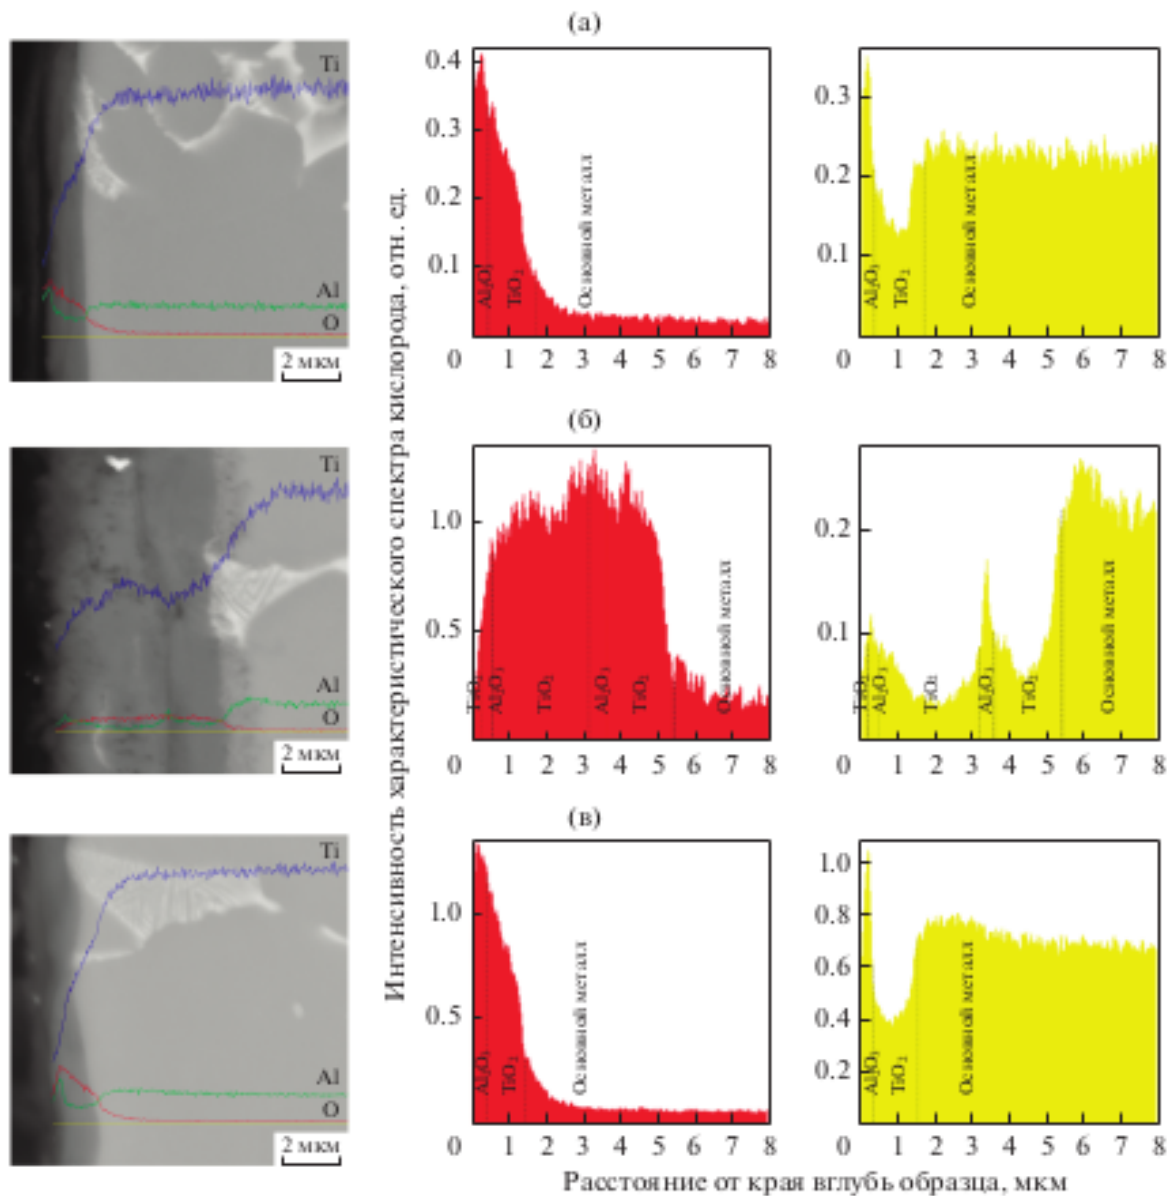 (а)
Ti
Al
O
2 мкм
0.4
0.3
0.2
0.1
Al₂O₃
TiO₂
Основной металл
0 1 2 3 4 5 6 7 8
0.3
0.2
0.1
Al₂O₃
TiO₂
Основной металл
0 1 2 3 4 5 6 7 8
Интенсивность характеристического спектра кислорода, отн. ед.
(б)
Ti
Al
O
2 мкм
1.0
0.5
TiO₂
Al₂O₃
TiO₂
Al₂O₃
TiO₂
Основной металл
0 1 2 3 4 5 6 7 8
0.2
0.1
TiO₂
Al₂O₃
TiO₂
Al₂O₃
TiO₂
Основной металл
0 1 2 3 4 5 6 7 8
(в)
Ti
Al
O
2 мкм
1.0
0.5
Al₂O₃
TiO₂
Основной металл
0 1 2 3 4 5 6 7 8
1.0
0.8
0.6
0.4
0.2
Al₂O₃
TiO₂
Основной металл
0 1 2 3 4 5 6 7 8
Расстояние от края вглубь образца, мкм